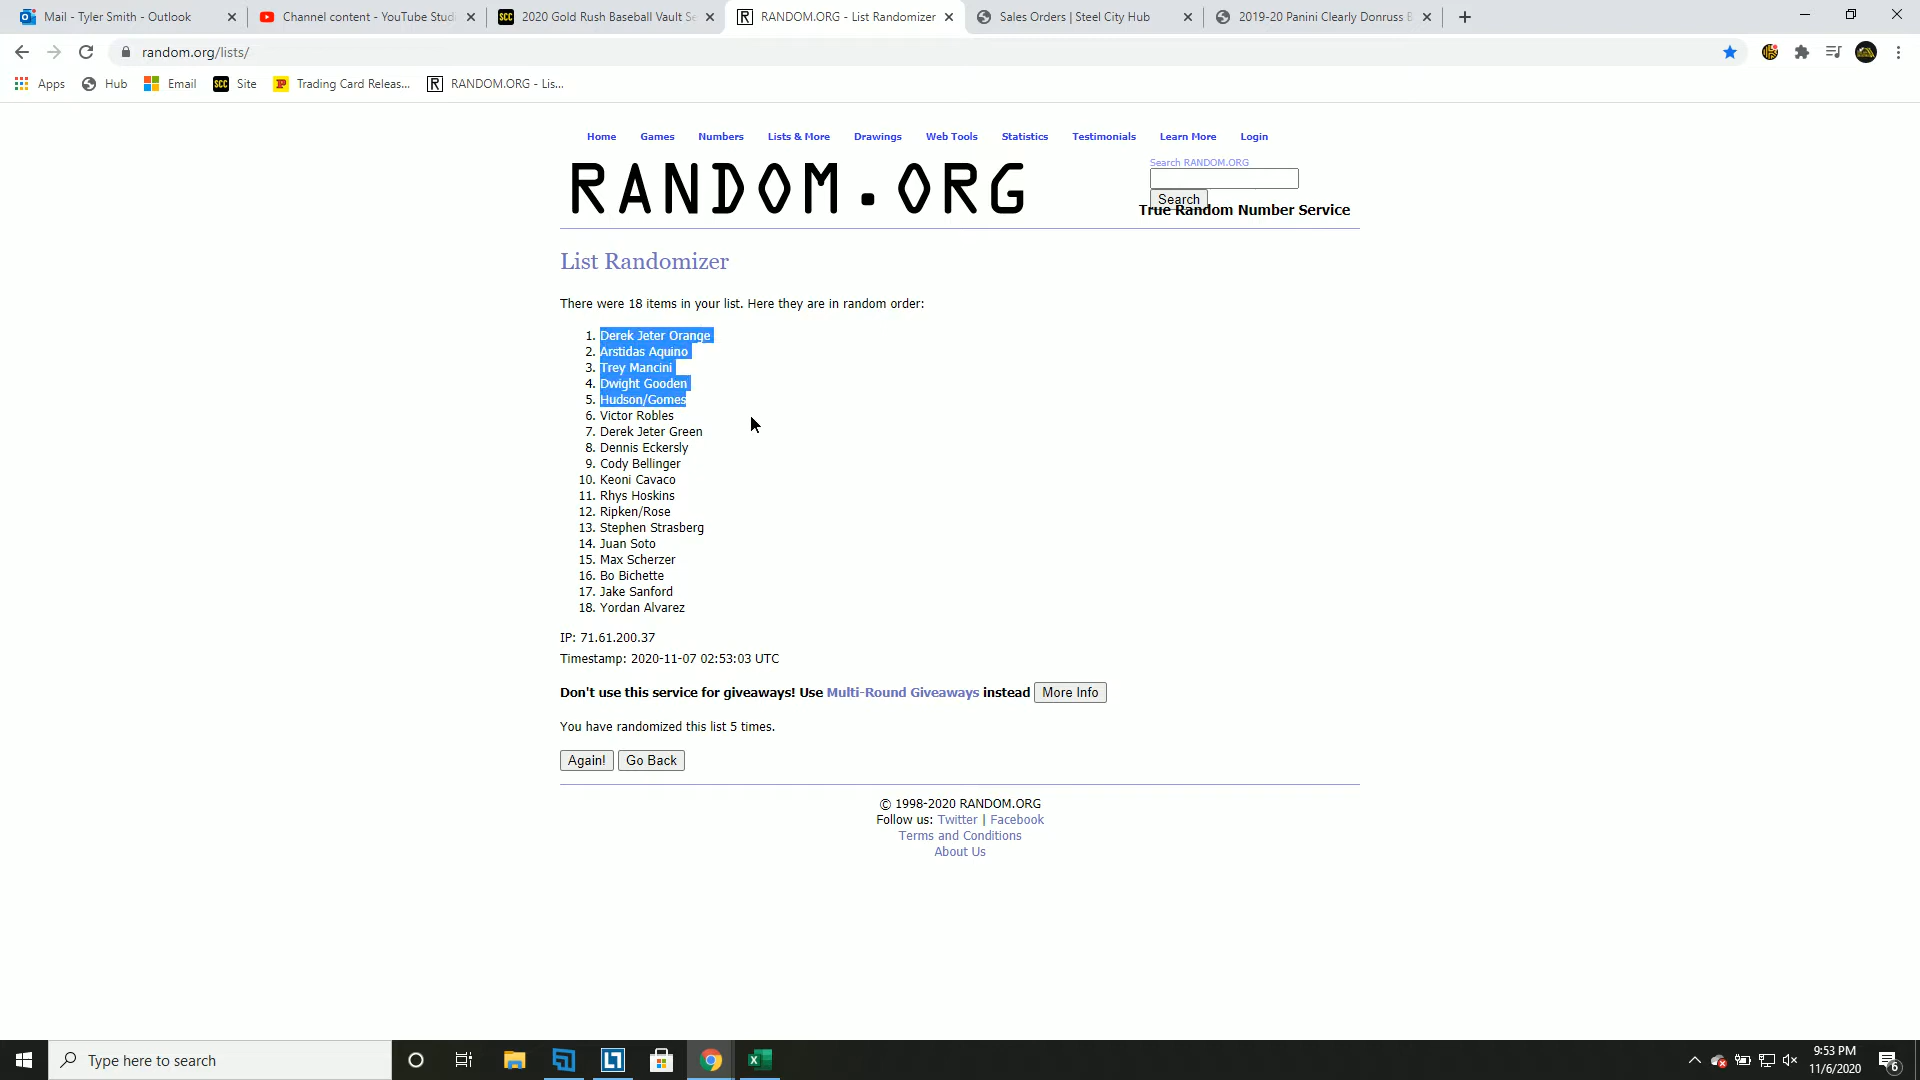 Mail - Tyler Smith - Outlook
Channel content - YouTube Studi
2020 Gold Rush Baseball Vault Se
RANDOM.ORG - List Randomizer
Sales Orders | Steel City Hub
2019-20 Panini Clearly Donruss B
random.org/lists/
Apps
Hub
Email
SCC Site
Trading Card Releas...
RANDOM.ORG - Lis...
Home Games Numbers Lists & More Drawings Web Tools Statistics Testimonials Learn More Login
RANDOM.ORG
Search RANDOM.ORG
Search
True Random Number Service
List Randomizer
There were 18 items in your list. Here they are in random order:
1. Derek Jeter Orange
2. Arstidas Aquino
3. Trey Mancini
4. Dwight Gooden
5. Hudson/Gomes
6. Victor Robles
7. Derek Jeter Green
8. Dennis Eckersly
9. Cody Bellinger
10. Keoni Cavaco
11. Rhys Hoskins
12. Ripken/Rose
13. Stephen Strasberg
14. Juan Soto
15. Max Scherzer
16. Bo Bichette
17. Jake Sanford
18. Yordan Alvarez
IP: 71.61.200.37
Timestamp: 2020-11-07 02:53:03 UTC
Don't use this service for giveaways! Use Multi-Round Giveaways instead More Info
You have randomized this list 5 times.
Again! Go Back
© 1998-2020 RANDOM.ORG
Follow us: Twitter | Facebook
Terms and Conditions
About Us
Type here to search
9:53 PM
11/6/2020
6